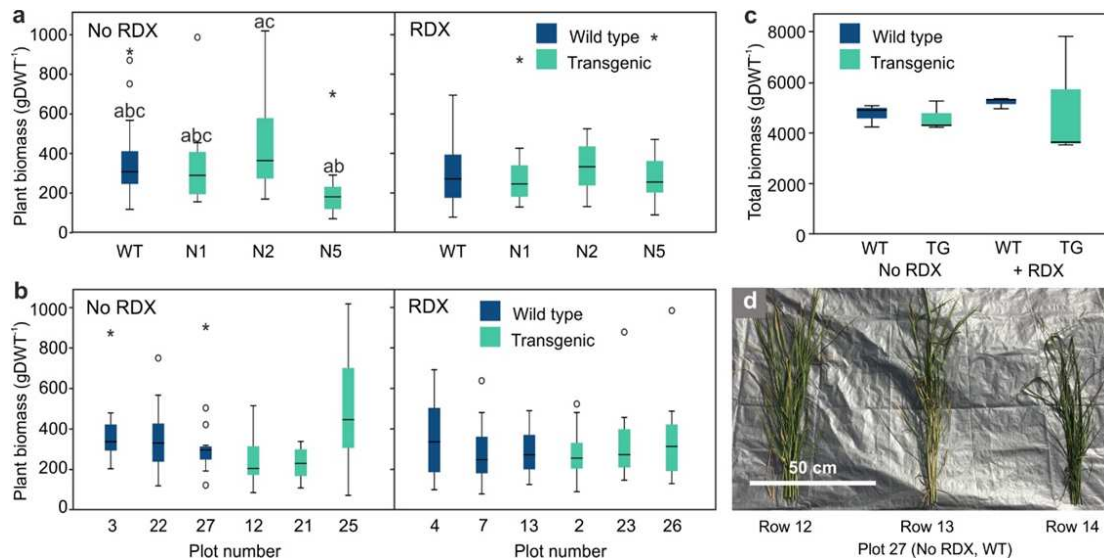 a
No RDX
RDX
Plant biomass (gDWT⁻¹)
1000
800
600
400
200
0
abc
abc
ac
ab
Wild type
Transgenic
WT N1 N2 N5
WT N1 N2 N5
b
No RDX
RDX
Plant biomass (gDWT⁻¹)
1000
800
600
400
200
0
Wild type
Transgenic
3 22 27 12 21 25
4 7 13 2 23 26
Plot number
Plot number
c
Total biomass (gDWT⁻¹)
8000
6000
4000
2000
0
Wild type
Transgenic
WT TG WT TG
No RDX + RDX
d
50 cm
Row 12 Row 13 Row 14
Plot 27 (No RDX, WT)